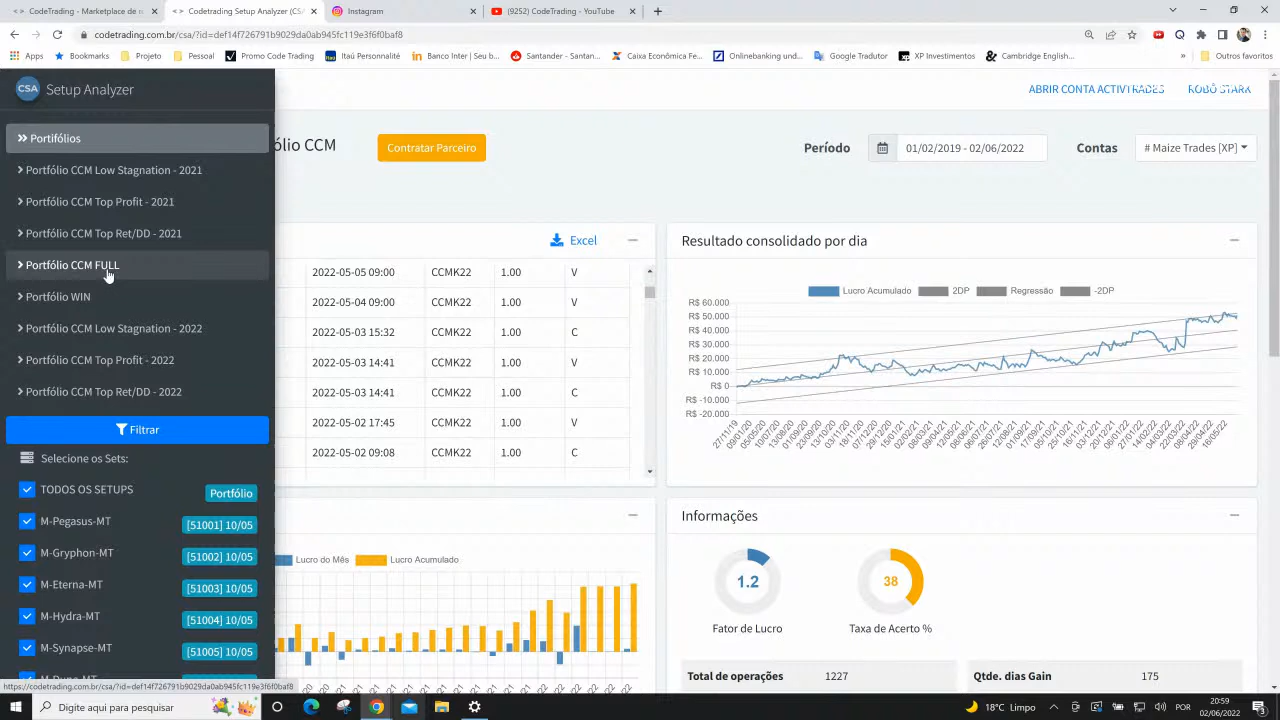 CodeTrading - Marketplace de r
Codetrading Setup Analyzer (CS
Instagram
(9252) CodeTrading - YouTube
codetrading.com.br/csa/?id=def14f726791b9029da0ab945fc119e3f6f0baf8
Apps
Bookmarks
Projeto
Pessoal
Promo Code Trading
Itaú Personalité
Banco Inter | Seu b...
Santander - Santan...
Caixa Econômica Fe...
Onlinebanking und...
Google Tradutor
XP Investimentos
Cambridge English...
Outros favoritos
CSA Setup Analyzer
ABRIR CONTA ACTIVTRADES
ROBÔ STARK
Portifólios
ólio CCM
Contratar Parceiro
Período
01/02/2019 - 02/06/2022
Contas
# Maize Trades [XP]
Portfólio CCM Low Stagnation - 2021
Portfólio CCM Top Profit - 2021
Portfólio CCM Top Ret/DD - 2021
Portfólio CCM FULL
Portfólio WIN
Portfólio CCM Low Stagnation - 2022
Portfólio CCM Top Profit - 2022
Portfólio CCM Top Ret/DD - 2022
Filtrar
Selecione os Sets:
TODOS OS SETUPS Portfólio
M-Pegasus-MT [51001] 10/05
M-Gryphon-MT [51002] 10/05
M-Eterna-MT [51003] 10/05
M-Hydra-MT [51004] 10/05
M-Synapse-MT [51005] 10/05
Excel
2022-05-05 09:00 CCMK22 1.00 V
2022-05-04 09:00 CCMK22 1.00 V
2022-05-03 15:32 CCMK22 1.00 C
2022-05-03 14:41 CCMK22 1.00 V
2022-05-03 14:41 CCMK22 1.00 C
2022-05-02 17:45 CCMK22 1.00 V
2022-05-02 09:08 CCMK22 1.00 C
Resultado consolidado por dia
Lucro Acumulado 2DP Regressão -2DP
R$ 60.000
R$ 50.000
R$ 40.000
R$ 30.000
R$ 20.000
R$ 10.000
R$ 0
R$ -10.000
R$ -20.000
Lucro do Mês Lucro Acumulado
Informações
1.2
38
Fator de Lucro
Taxa de Acerto %
Total de operações 1227
Qtde. dias Gain 175
https://codetrading.com.br/csa/?id=def14f726791b9029da0ab945fc119e3f6f0baf8
Digite aqui para pesquisar
18°C Limpo
POR
20:59
02/06/2022